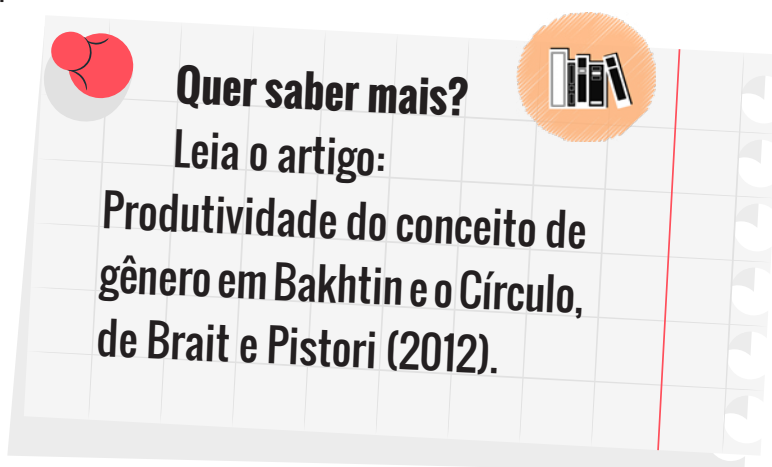 Quer saber mais?
Leia o artigo:
Produtividade do conceito de
gênero em Bakhtin e o Círculo,
de Brait e Pistori (2012).